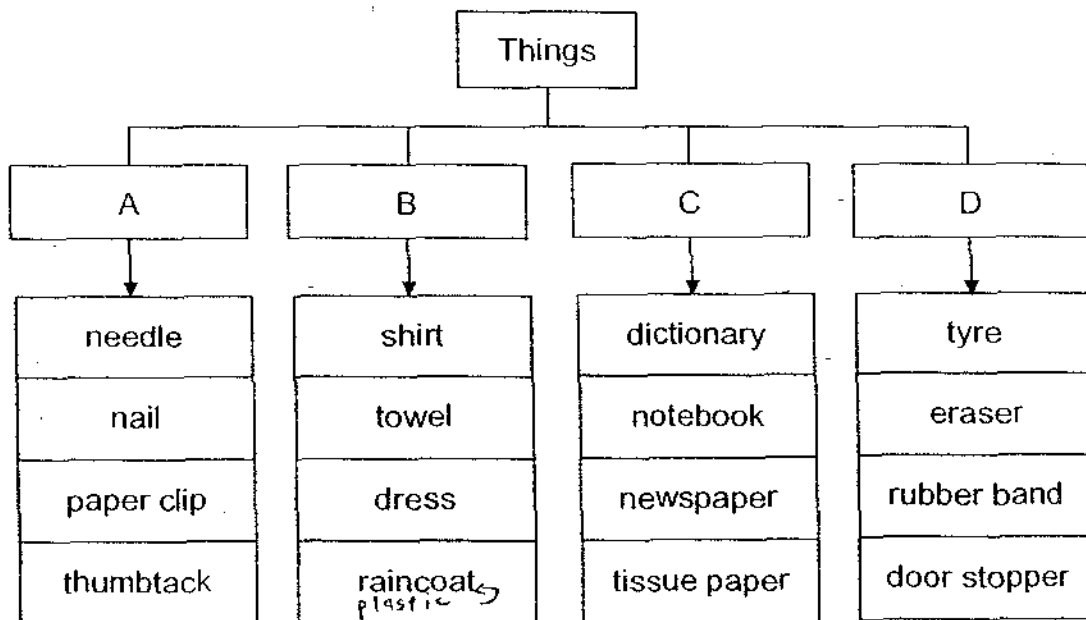 Things
A B C D
needle shirt dictionary tyre
nail towel notebook eraser
paper clip dress newspaper rubber band
thumbtack raincoat tissue paper door stopper
plastic